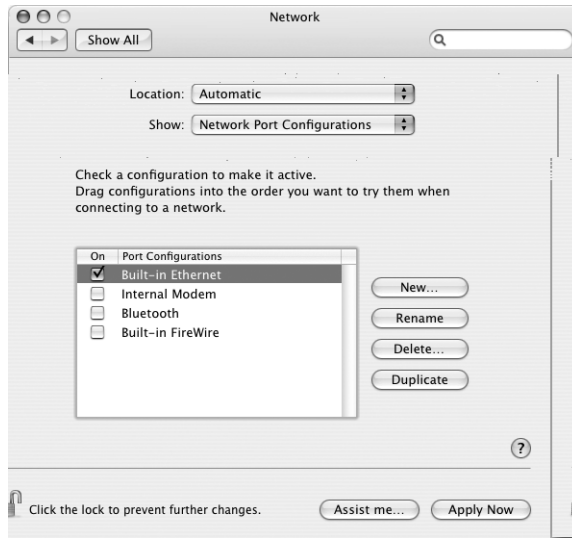 Network
Show All
Location: Automatic
Show: Network Port Configurations
Check a configuration to make it active.
Drag configurations into the order you want to try them when
connecting to a network.
On Port Configurations
Built-in Ethernet
Internal Modem
Bluetooth
Built-in FireWire
New...
Rename
Delete...
Duplicate
?
Click the lock to prevent further changes.
Assist me...
Apply Now